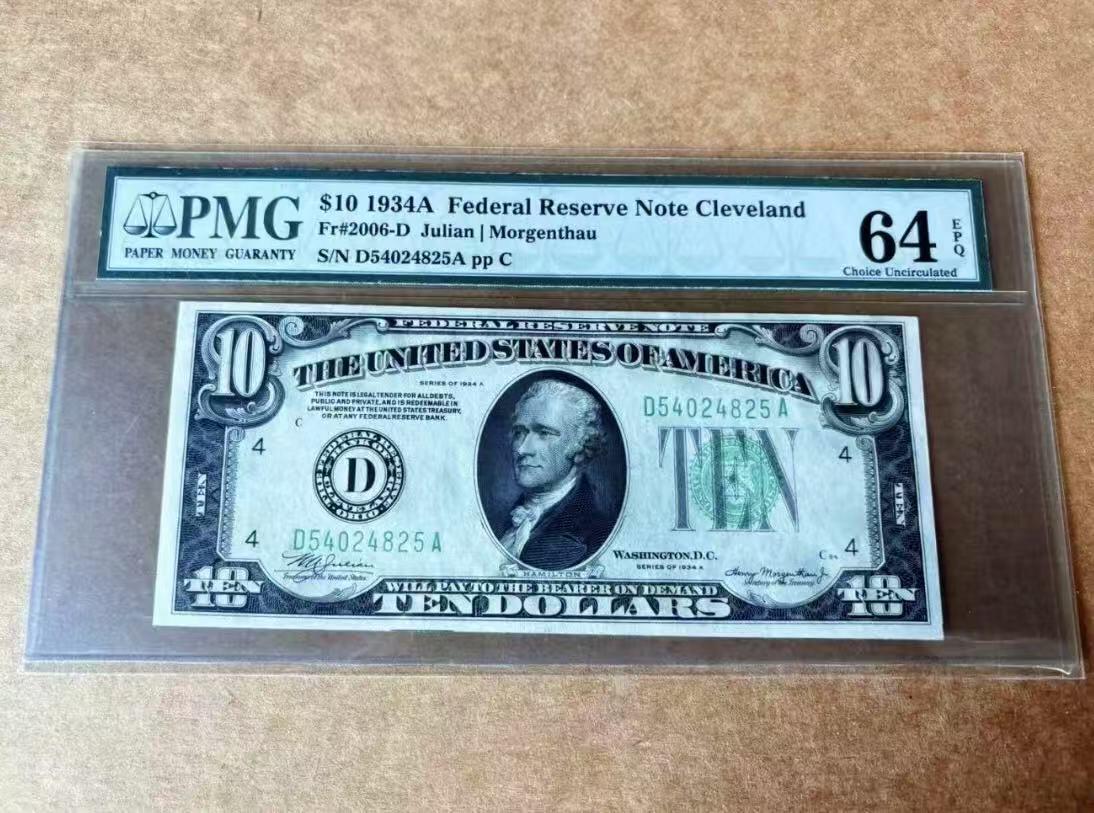 PMG
PAPER MONEY GUARANTY
$10 1934A Federal Reserve Note Cleveland
Fr#2006-D Julian | Morgenthau
S/N D54024825A pp C
64
EPQ
Choice Uncirculated
FEDERAL RESERVE NOTE
10
10
THE UNITED STATES OF AMERICA
SERIES OF 1934 A
THIS NOTE IS LEGAL TENDER FOR ALL DEBTS,
PUBLIC AND PRIVATE, AND IS REDEEMABLE IN
LAWFUL MONEY AT THE UNITED STATES TREASURY,
OR AT ANY FEDERAL RESERVE BANK.
D54024825A
C
4
4
D
TEN
TEN
TEN
4
4
D54024825A
WASHINGTON, D.C.
SERIES OF 1934 A
W A Julian
Treasurer of the United States
Henry Morgenthau Jr
Secretary of the Treasury
HAMILTON
TEN
10
WILL PAY TO THE BEARER ON DEMAND
TEN DOLLARS
TEN
10